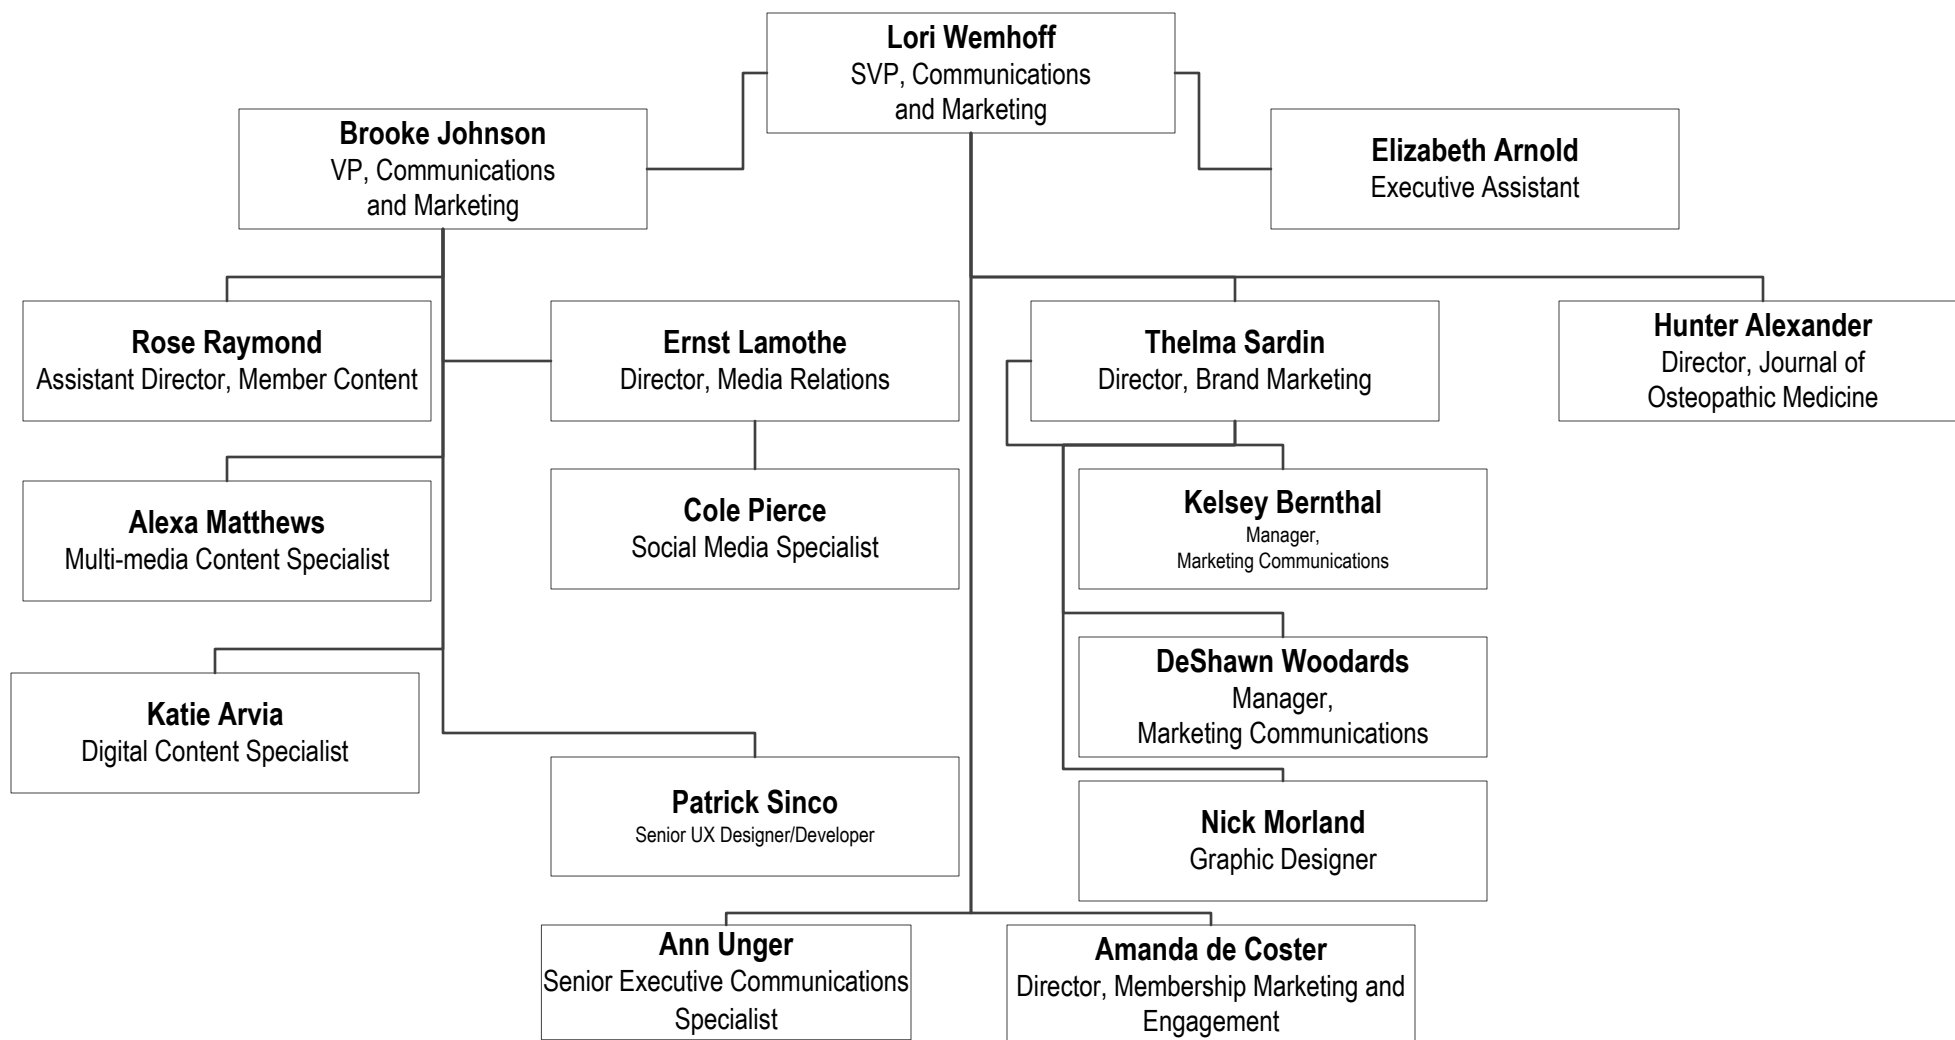 Lori Wemhoff
SVP, Communications
and Marketing
Brooke Johnson
VP, Communications
and Marketing
Elizabeth Arnold
Executive Assistant
Rose Raymond
Assistant Director, Member Content
Ernst Lamothe
Director, Media Relations
Thelma Sardin
Director, Brand Marketing
Hunter Alexander
Director, Journal of
Osteopathic Medicine
Alexa Matthews
Multi-media Content Specialist
Cole Pierce
Social Media Specialist
Kelsey Bernthal
Manager,
Marketing Communications
DeShawn Woodards
Manager,
Marketing Communications
Katie Arvia
Digital Content Specialist
Patrick Sinco
Senior UX Designer/Developer
Nick Morland
Graphic Designer
Ann Unger
Senior Executive Communications
Specialist
Amanda de Coster
Director, Membership Marketing and
Engagement